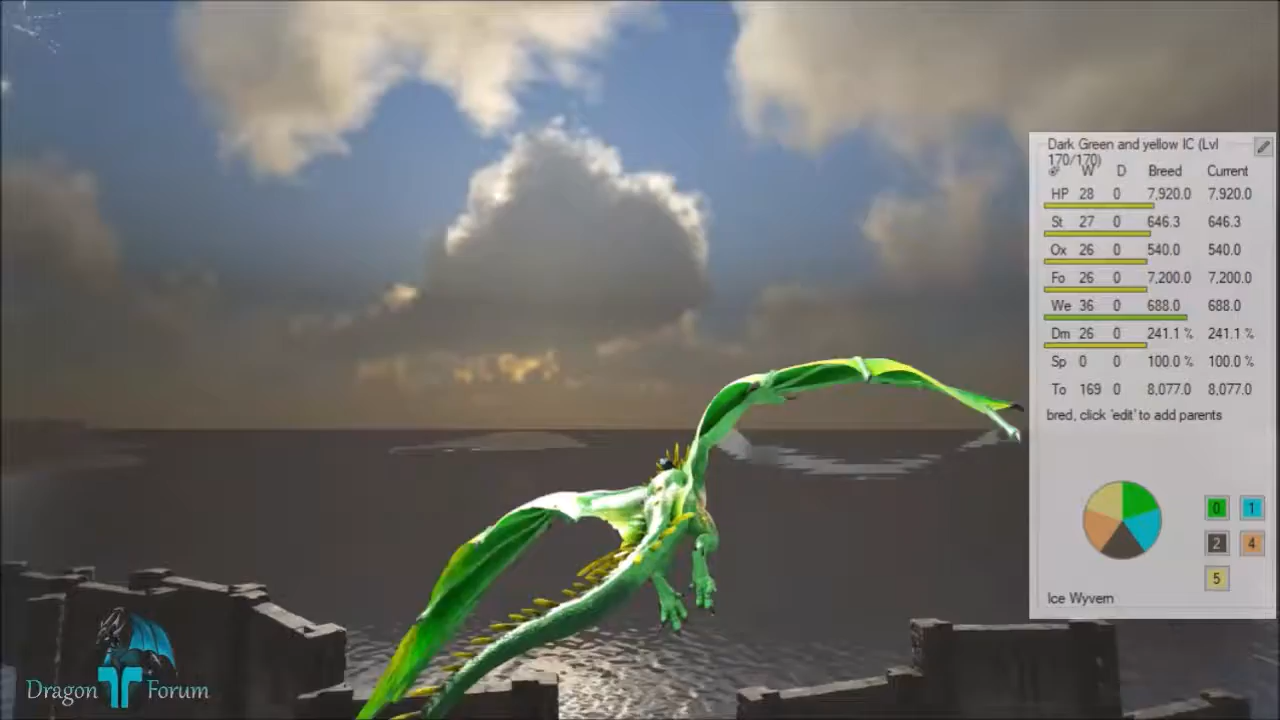 Dark Green and yellow IC (Lvl
170/170)
W D Breed Current
HP 28 0 7,920.0 7,920.0
St 27 0 646.3 646.3
Ox 26 0 540.0 540.0
Fo 26 0 7,200.0 7,200.0
We 36 0 688.0 688.0
Dm 26 0 241.1 % 241.1 %
Sp 0 0 100.0 % 100.0 %
To 169 0 8,077.0 8,077.0
bred, click 'edit' to add parents
0 1
2 4
5
Ice Wyvern
Dragon Forum